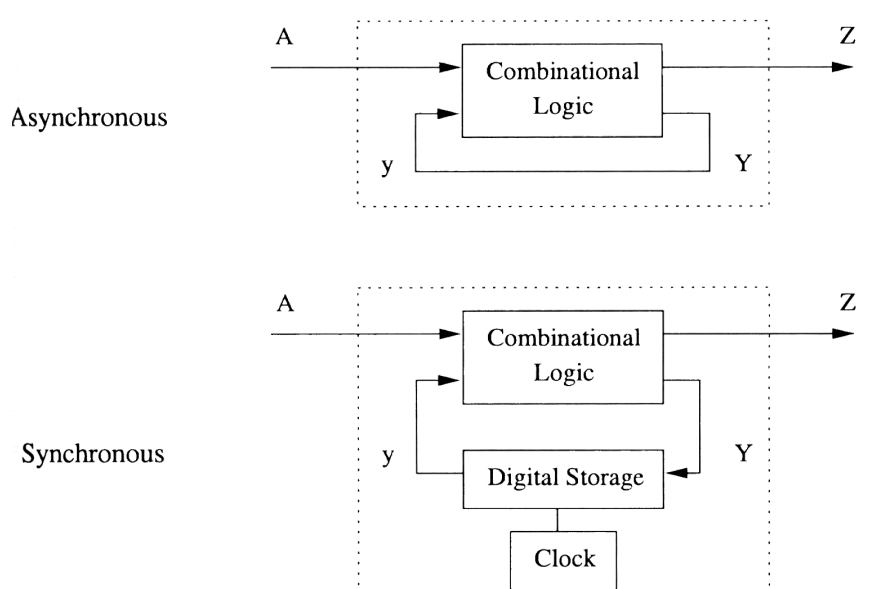 A
Z
Combinational
Logic
Asynchronous
y
Y
A
Z
Combinational
Logic
Synchronous
y
Y
Digital Storage
Clock